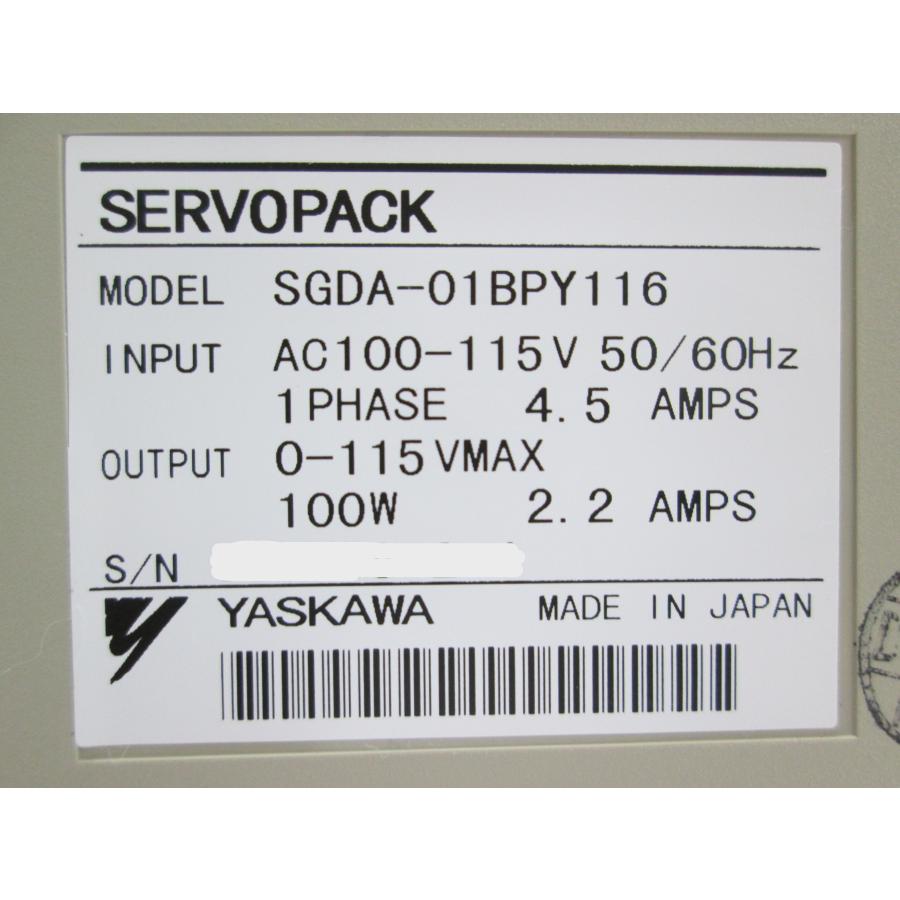 SERVOPACK
MODEL SGDA-01BPY116
INPUT AC100-115V 50/60Hz
1PHASE 4.5 AMPS
OUTPUT 0-115VMAX
100W 2.2 AMPS
S/N
YASKAWA MADE IN JAPAN